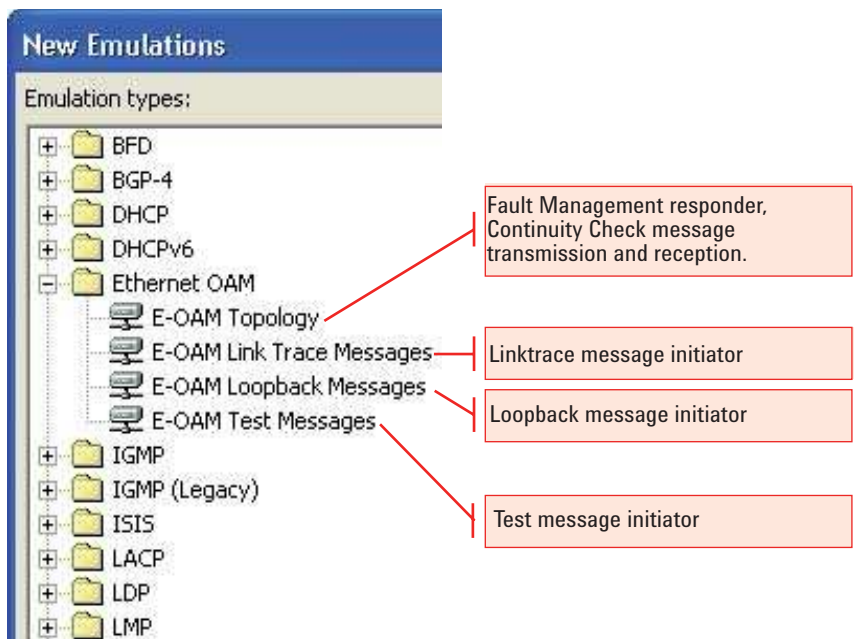 New Emulations
Emulation types:
BFD
BGP-4
DHCP
DHCPv6
Ethernet OAM
E-OAM Topology
E-OAM Link Trace Messages
E-OAM Loopback Messages
E-OAM Test Messages
IGMP
IGMP (Legacy)
ISIS
LACP
LDP
LMP
Fault Management responder,
Continuity Check message
transmission and reception.
Linktrace message initiator
Loopback message initiator
Test message initiator